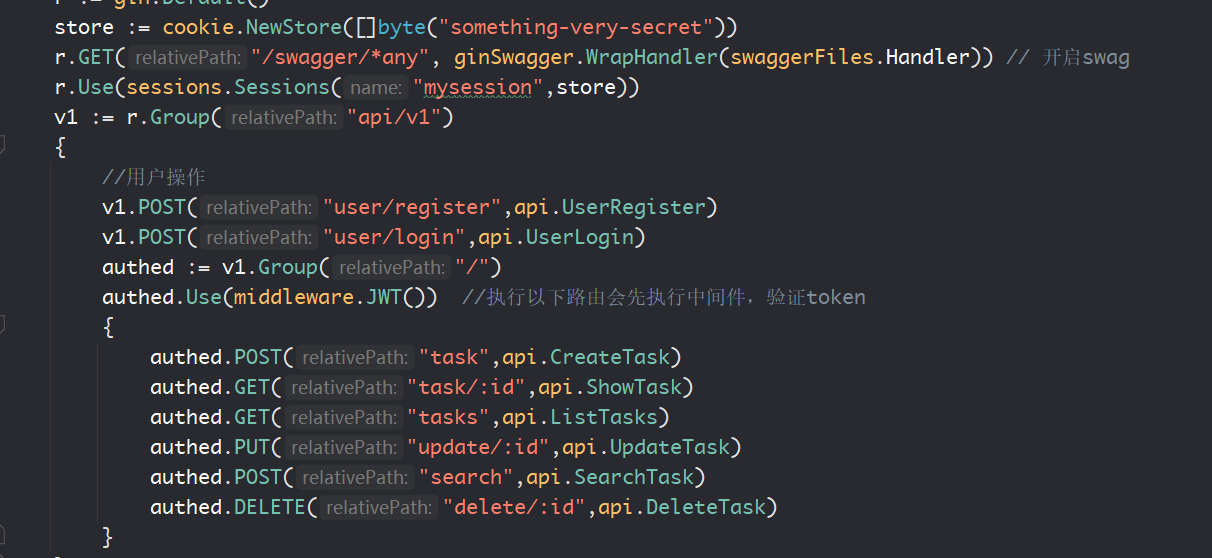 r := gin.Default()
store := cookie.NewStore([]byte("something-very-secret"))
r.GET( relativePath: "/swagger/*any", ginSwagger.WrapHandler(swaggerFiles.Handler)) // 开启swag
r.Use(sessions.Sessions( name: "mysession",store))
v1 := r.Group( relativePath: "api/v1")
{
//用户操作
v1.POST( relativePath: "user/register",api.UserRegister)
v1.POST( relativePath: "user/login",api.UserLogin)
authed := v1.Group( relativePath: "/")
authed.Use(middleware.JWT()) //执行以下路由会先执行中间件，验证token
{
authed.POST( relativePath: "task",api.CreateTask)
authed.GET( relativePath: "task/:id",api.ShowTask)
authed.GET( relativePath: "tasks",api.ListTasks)
authed.PUT( relativePath: "update/:id",api.UpdateTask)
authed.POST( relativePath: "search",api.SearchTask)
authed.DELETE( relativePath: "delete/:id",api.DeleteTask)
}